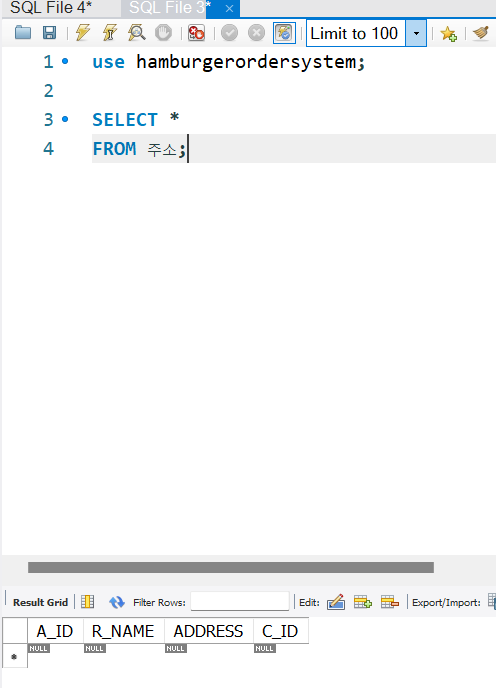 SQL File 4* SQL File 3* ×
Limit to 100
1 use hamburgerordersystem;
2
3 SELECT *
4 FROM 주소;
Result Grid Filter Rows: Edit: Export/Import:
A_ID R_NAME ADDRESS C_ID
* NULL NULL NULL NULL